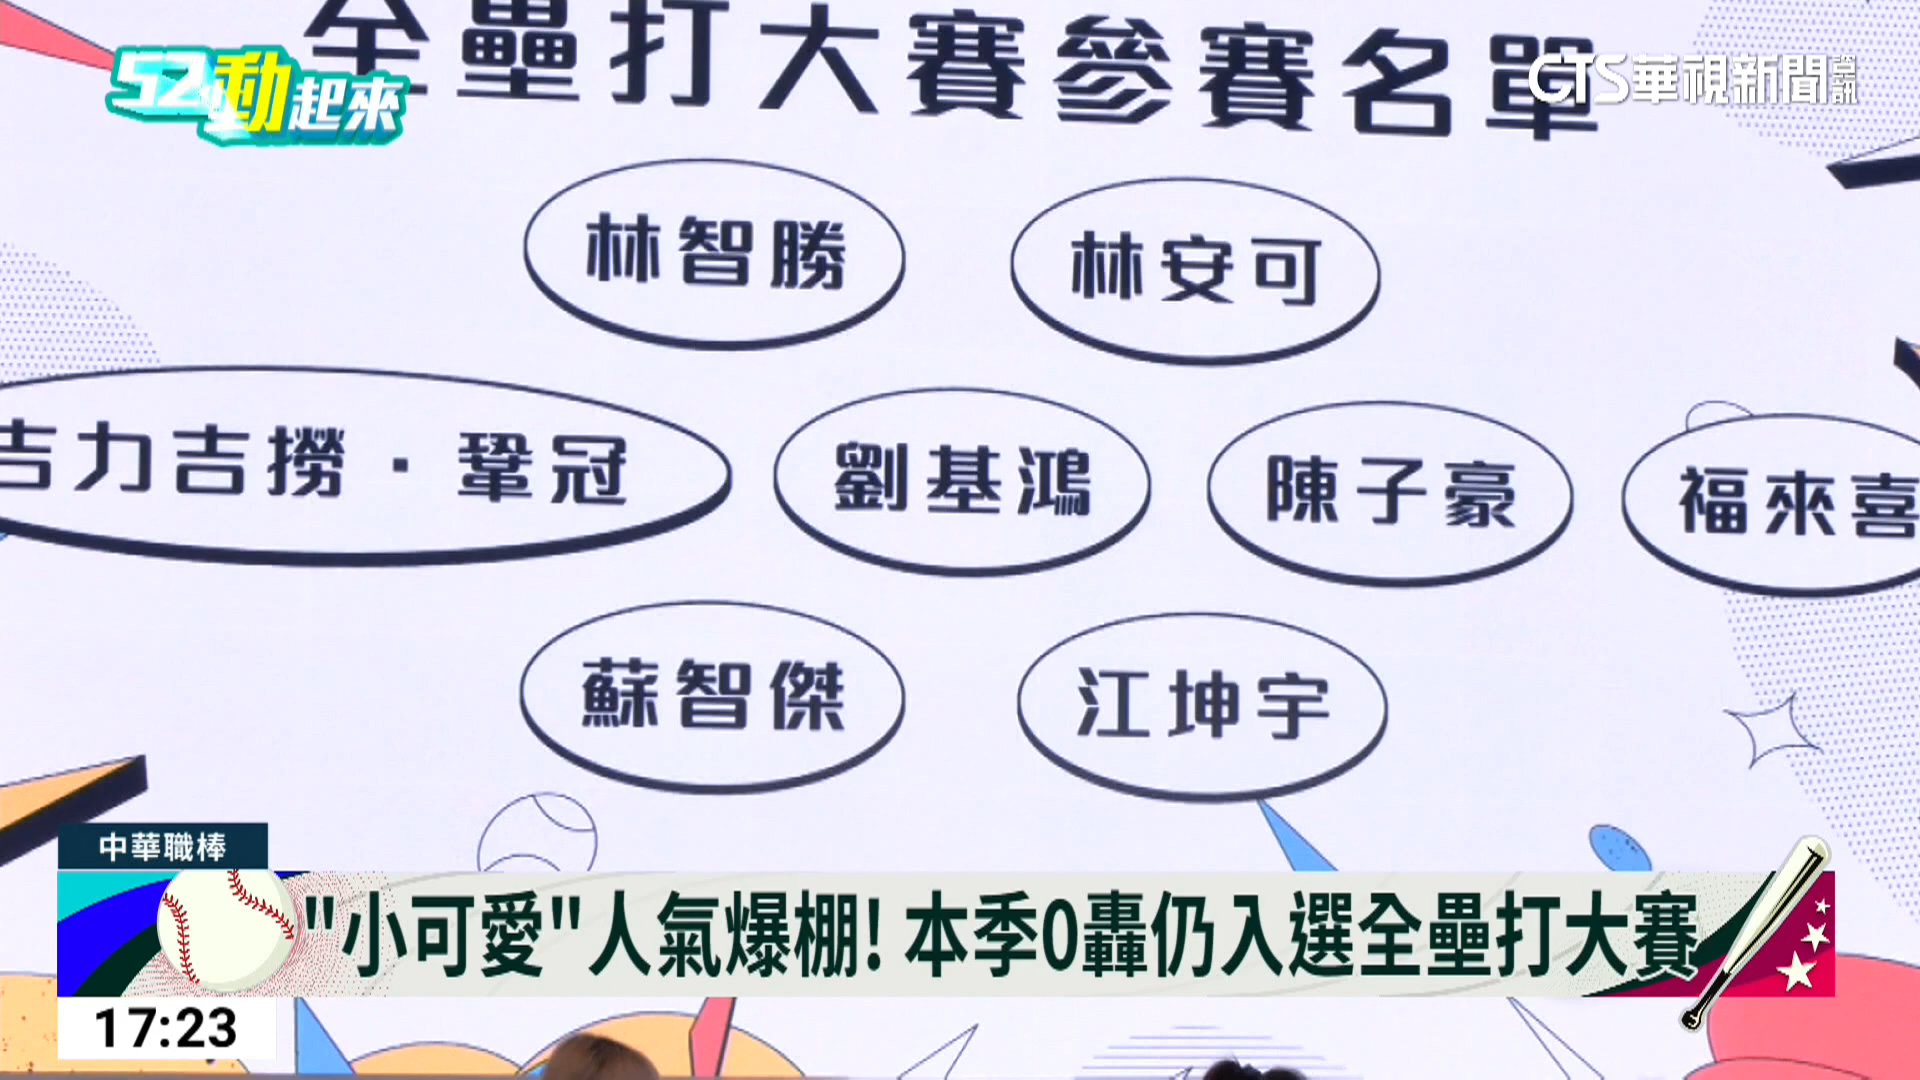 全壘打大賽參賽名單
52動起來
CTS華視新聞資訊
林智勝
林安可
吉力吉撈·鞏冠
劉基鴻
陳子豪
福來喜
蘇智傑
江坤宇
中華職棒
"小可愛"人氣爆棚!本季0轟仍入選全壘打大賽
17:23